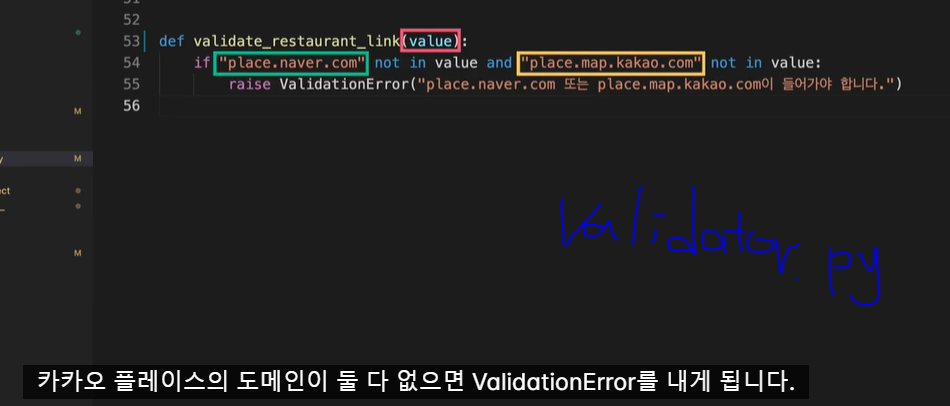 51
52
53 def validate_restaurant_link(value):
54 if "place.naver.com" not in value and "place.map.kakao.com" not in value:
55 raise ValidationError("place.naver.com 또는 place.map.kakao.com이 들어가야 합니다.")
56
M
y M
ect
M
validator.py
카카오 플레이스의 도메인이 둘 다 없으면 ValidationError를 내게 됩니다.